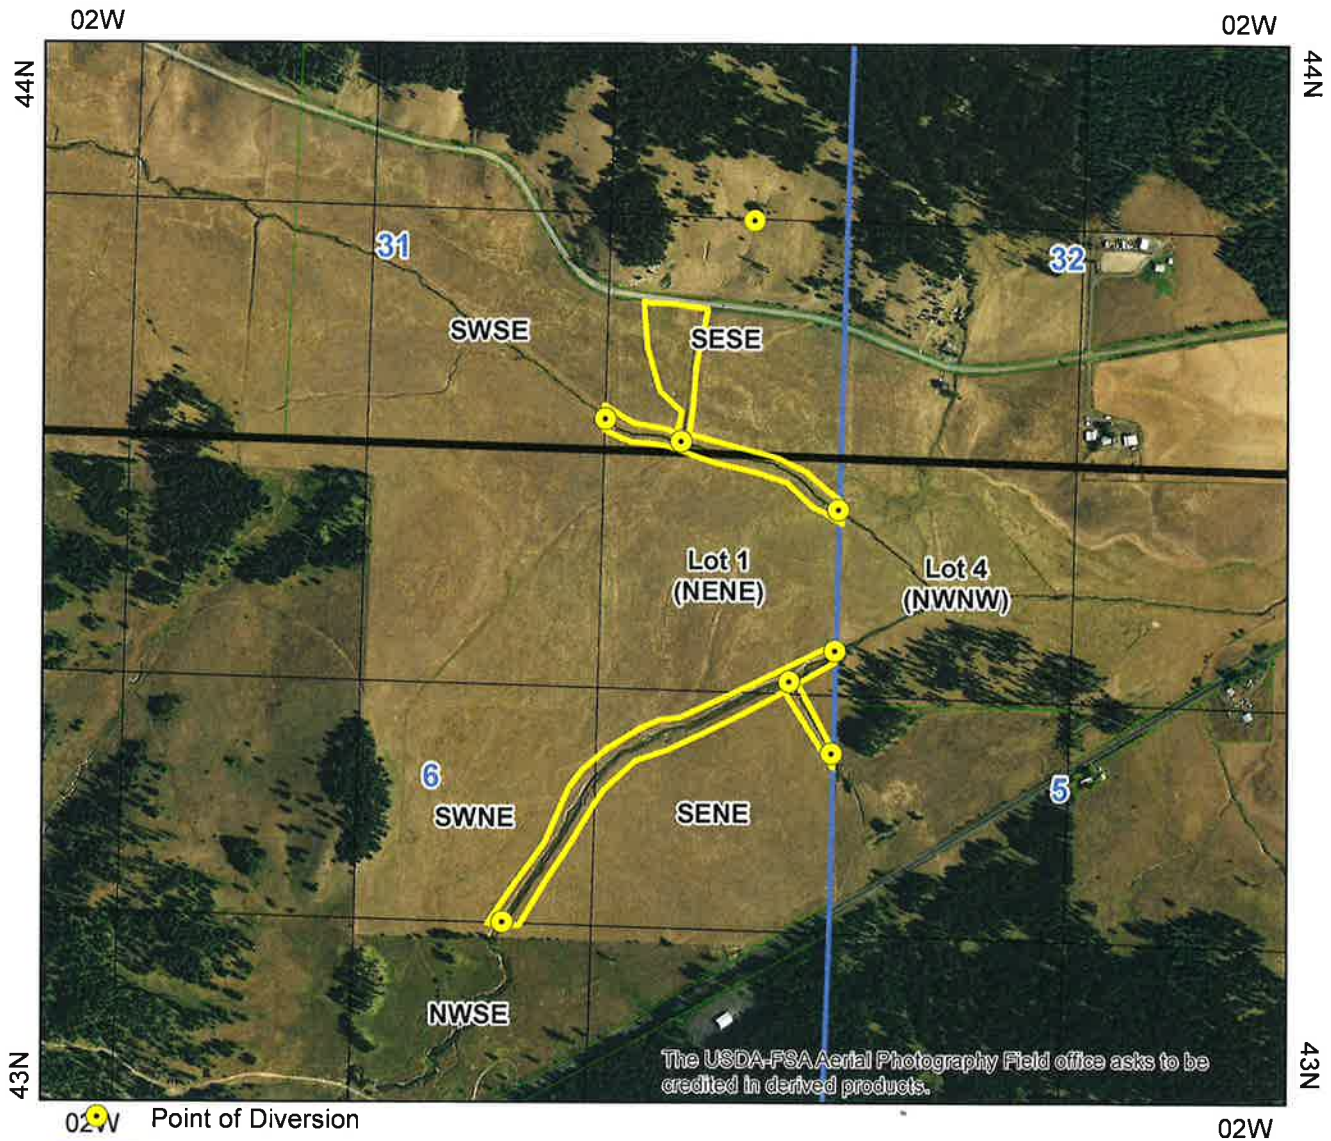 02W 02W
44N 44N
31 32
SWSE SESE
Lot 1
(NENE)
Lot 4
(NWNW)
6 5
SWNE SENE
NWSE
The USDA-FSA Aerial Photography Field office asks to be
credited in derived products.
43N 43N
02W Point of Diversion 02W